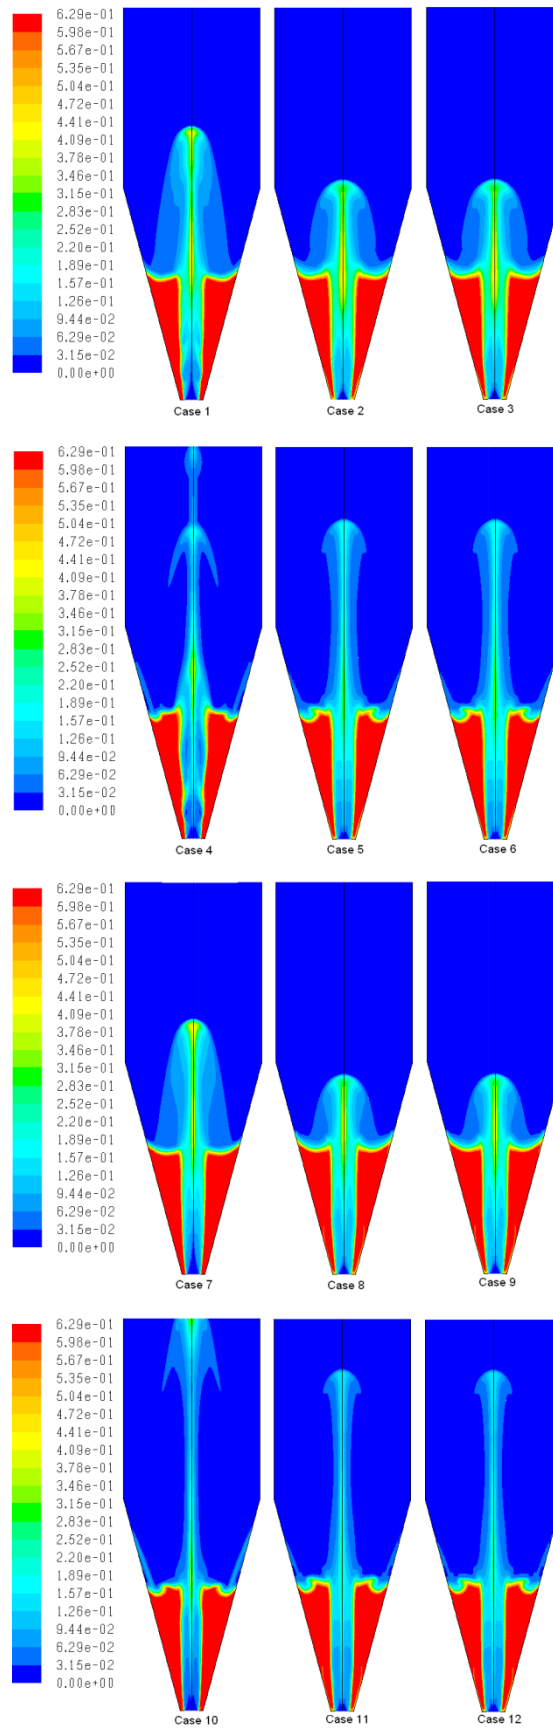 6.29e-01
5.98e-01
5.67e-01
5.35e-01
5.04e-01
4.72e-01
4.41e-01
4.09e-01
3.78e-01
3.46e-01
3.15e-01
2.83e-01
2.52e-01
2.20e-01
1.89e-01
1.57e-01
1.26e-01
9.44e-02
6.29e-02
3.15e-02
0.00e+00
Case 1 Case 2 Case 3
6.29e-01
5.98e-01
5.67e-01
5.35e-01
5.04e-01
4.72e-01
4.41e-01
4.09e-01
3.78e-01
3.46e-01
3.15e-01
2.83e-01
2.52e-01
2.20e-01
1.89e-01
1.57e-01
1.26e-01
9.44e-02
6.29e-02
3.15e-02
0.00e+00
Case 4 Case 5 Case 6
6.29e-01
5.98e-01
5.67e-01
5.35e-01
5.04e-01
4.72e-01
4.41e-01
4.09e-01
3.78e-01
3.46e-01
3.15e-01
2.83e-01
2.52e-01
2.20e-01
1.89e-01
1.57e-01
1.26e-01
9.44e-02
6.29e-02
3.15e-02
0.00e+00
Case 7 Case 8 Case 9
6.29e-01
5.98e-01
5.67e-01
5.35e-01
5.04e-01
4.72e-01
4.41e-01
4.09e-01
3.78e-01
3.46e-01
3.15e-01
2.83e-01
2.52e-01
2.20e-01
1.89e-01
1.57e-01
1.26e-01
9.44e-02
6.29e-02
3.15e-02
0.00e+00
Case 10 Case 11 Case 12